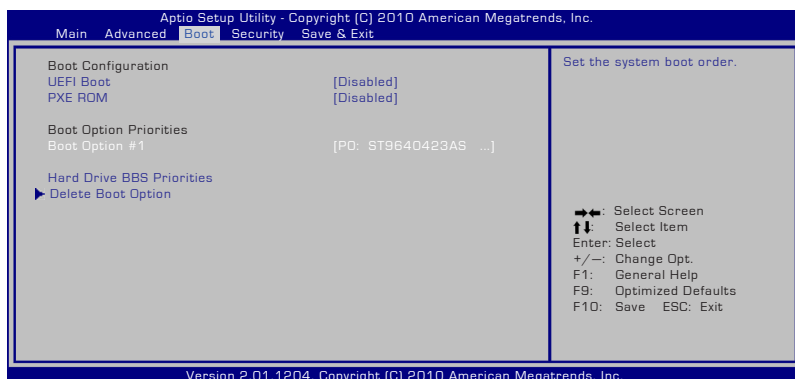 Aptio Setup Utility - Copyright (C) 2010 American Megatrends, Inc.
Main Advanced Boot Security Save & Exit
Boot Configuration
UEFI Boot [Disabled]
PXE ROM [Disabled]
Boot Option Priorities
Boot Option #1 [P0: ST9640423AS ...]
Hard Drive BBS Priorities
Delete Boot Option
Set the system boot order.
→←: Select Screen
↑↓: Select Item
Enter: Select
+/—: Change Opt.
F1: General Help
F9: Optimized Defaults
F10: Save ESC: Exit
Version 2.01.1204. Copyright (C) 2010 American Megatrends, Inc.